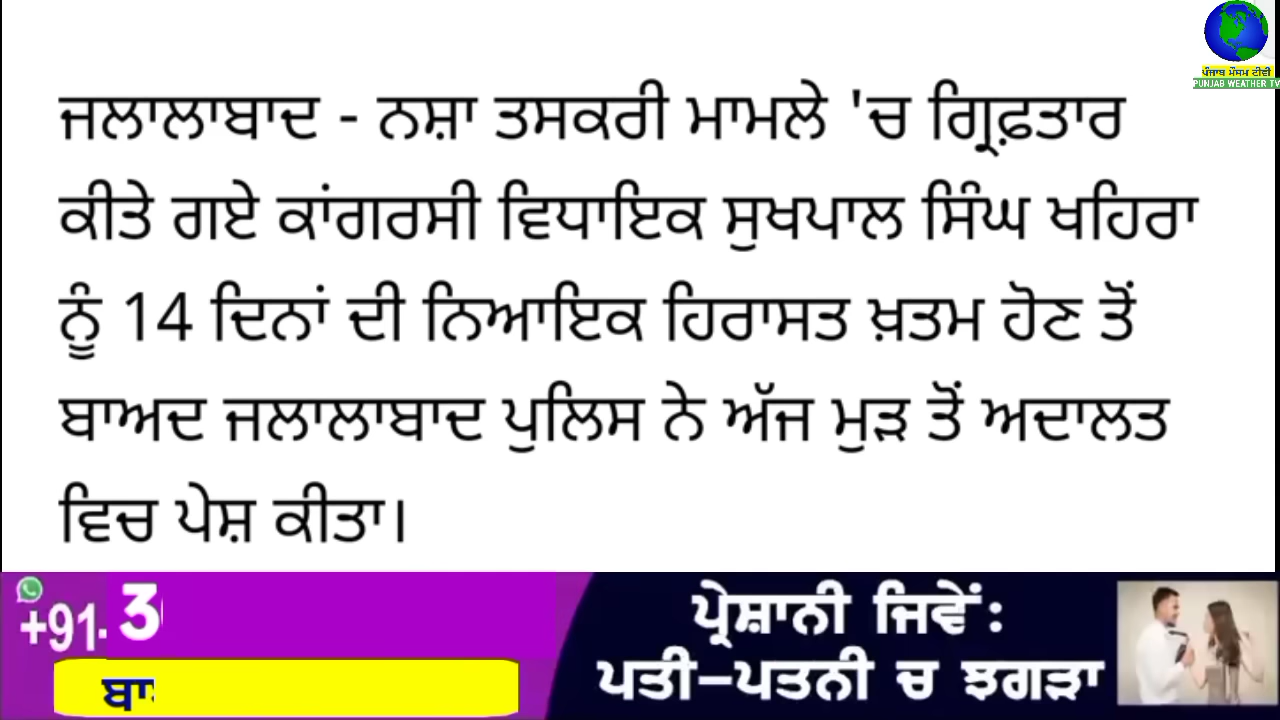 ਪੰਜਾਬ ਮੌਸਮ ਟੀਵੀ
PUNJAB WEATHER TV
ਜਲਾਲਾਬਾਦ - ਨਸ਼ਾ ਤਸਕਰੀ ਮਾਮਲੇ 'ਚ ਗ੍ਰਿਫ਼ਤਾਰ
ਕੀਤੇ ਗਏ ਕਾਂਗਰਸੀ ਵਿਧਾਇਕ ਸੁਖਪਾਲ ਸਿੰਘ ਖਹਿਰਾ
ਨੂੰ 14 ਦਿਨਾਂ ਦੀ ਨਿਆਇਕ ਹਿਰਾਸਤ ਖ਼ਤਮ ਹੋਣ ਤੋਂ
ਬਾਅਦ ਜਲਾਲਾਬਾਦ ਪੁਲਿਸ ਨੇ ਅੱਜ ਮੁੜ ਤੋਂ ਅਦਾਲਤ
ਵਿਚ ਪੇਸ਼ ਕੀਤਾ।
+91-
ਪ੍ਰੇਸ਼ਾਨੀ ਜਿਵੇਂ:
ਪਤੀ-ਪਤਨੀ ਚ ਝਗੜਾ